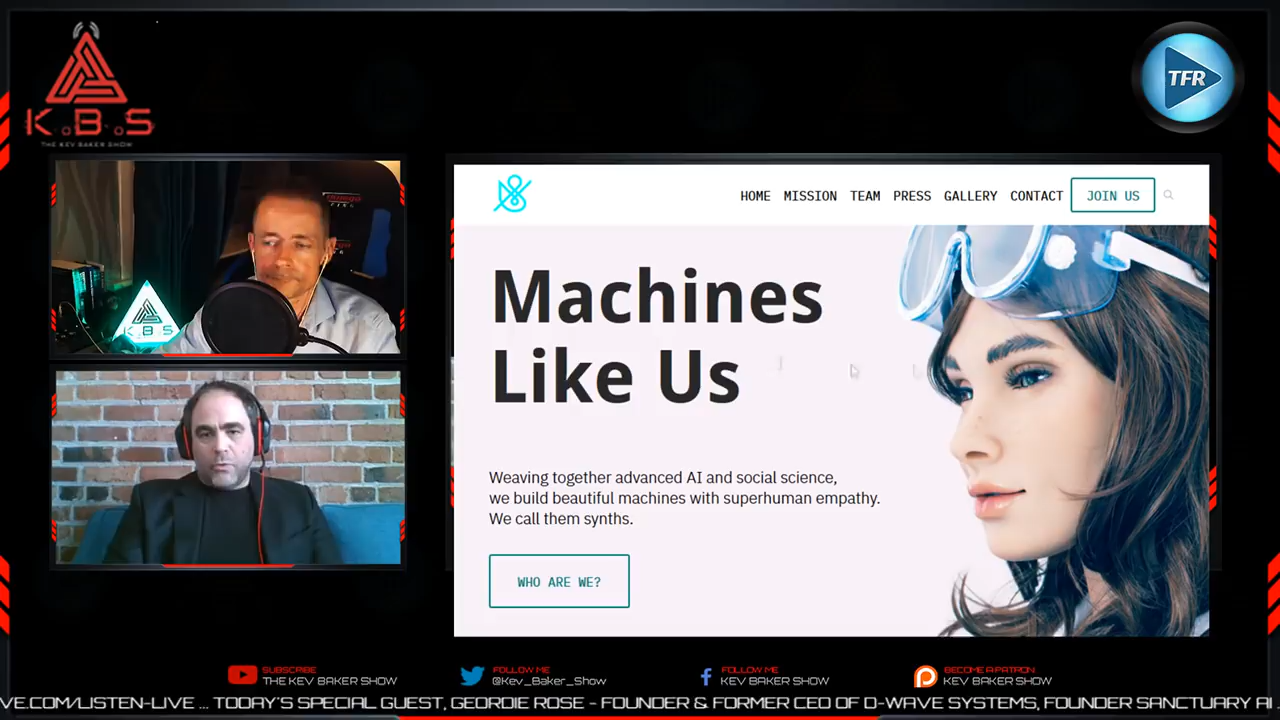 K.B.S
THE KEV BAKER SHOW
TFR
K.B.S
HOME MISSION TEAM PRESS GALLERY CONTACT JOIN US
Machines
Like Us
Weaving together advanced AI and social science,
we build beautiful machines with superhuman empathy.
We call them synths.
WHO ARE WE?
SUBSCRIBE
THE KEV BAKER SHOW
FOLLOW ME
@Kev_Baker_Show
FOLLOW ME
KEV BAKER SHOW
BECOME A PATRON
KEV BAKER SHOW
VE.COM/LISTEN-LIVE ... TODAY'S SPECIAL GUEST, GEORDIE ROSE - FOUNDER & FORMER CEO OF D-WAVE SYSTEMS, FOUNDER SANCTUARY AI